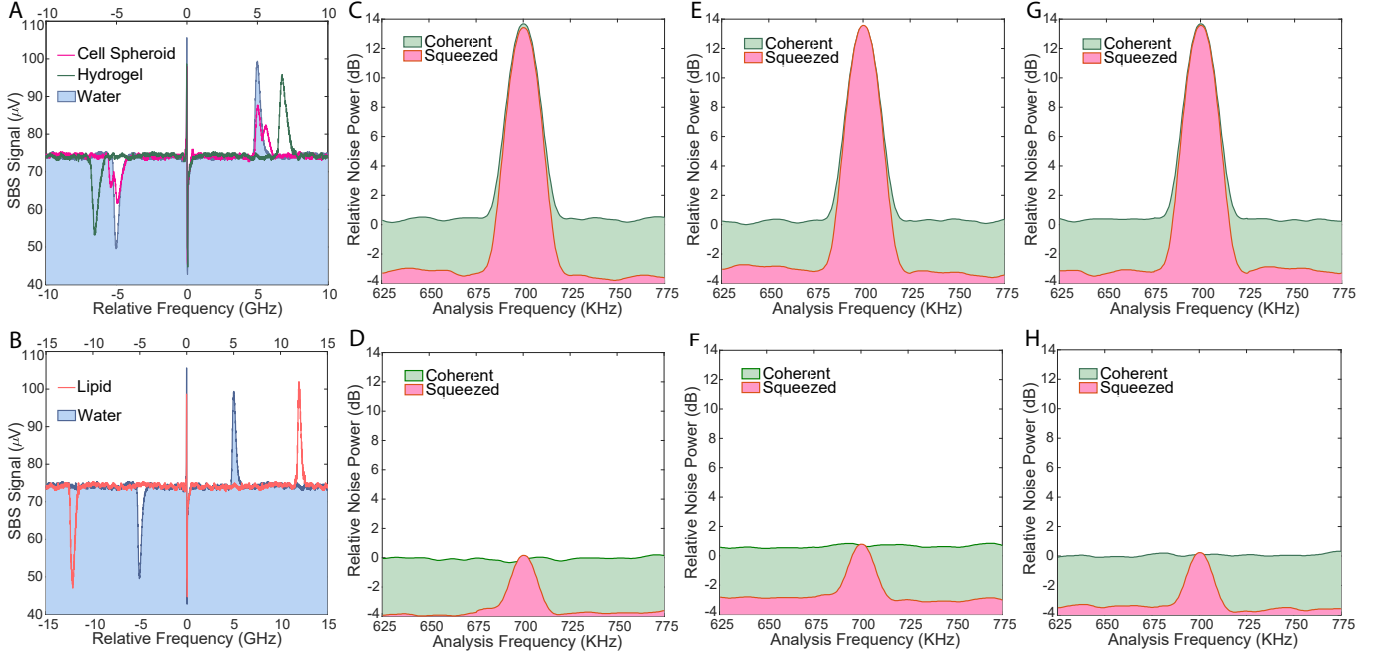 A
-10 -5 0 5 10
110
100
90
80
70
60
50
40
SBS Signal (μV)
Cell Spheroid
Hydrogel
Water
-10 -5 0 5 10
Relative Frequency (GHz)
C
14
12
10
8
6
4
2
0
-2
-4
Relative Noise Power (dB)
Coherent
Squeezed
625 650 675 700 725 750 775
Analysis Frequency (KHz)
E
14
12
10
8
6
4
2
0
-2
-4
Relative Noise Power (dB)
Coherent
Squeezed
625 650 675 700 725 750 775
Analysis Frequency (KHz)
G
14
12
10
8
6
4
2
0
-2
-4
Relative Noise Power (dB)
Coherent
Squeezed
625 650 675 700 725 750 775
Analysis Frequency (KHz)
B
-15 -10 -5 0 5 10 15
110
100
90
80
70
60
50
40
SBS Signal (μV)
Lipid
Water
-15 -10 -5 0 5 10 15
Relative Frequency (GHz)
D
14
12
10
8
6
4
2
0
-2
-4
Relative Noise Power (dB)
Coherent
Squeezed
625 650 675 700 725 750 775
Analysis Frequency (KHz)
F
14
12
10
8
6
4
2
0
-2
-4
Relative Noise Power (dB)
Coherent
Squeezed
625 650 675 700 725 750 775
Analysis Frequency (KHz)
H
14
12
10
8
6
4
2
0
-2
-4
Relative Noise Power (dB)
Coherent
Squeezed
625 650 675 700 725 750 775
Analysis Frequency (KHz)